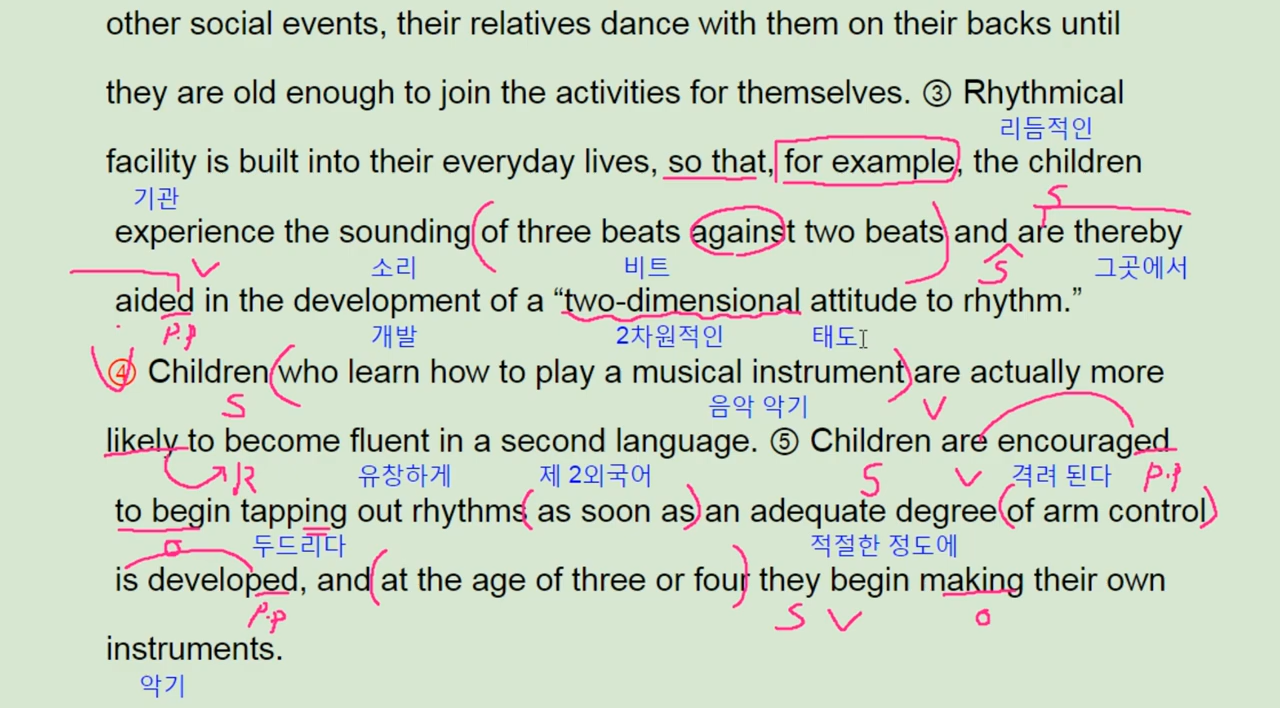 other social events, their relatives dance with them on their backs until
they are old enough to join the activities for themselves. ③ Rhythmical
리듬적인
facility is built into their everyday lives, so that, for example, the children
기관 S
experience the sounding of three beats against two beats and are thereby
V 소리 비트 S 그곳에서
aided in the development of a “two-dimensional attitude to rhythm.”
P.P 개발 2차원적인 태도
④ Children who learn how to play a musical instrument are actually more
S 음악 악기 V
likely to become fluent in a second language. ⑤ Children are encouraged
R 유창하게 제 2외국어 S V 격려 된다 P.P
to begin tapping out rhythms as soon as an adequate degree of arm control
o 두드리다 적절한 정도에
is developed, and at the age of three or four they begin making their own
P.P S V o
instruments.
악기